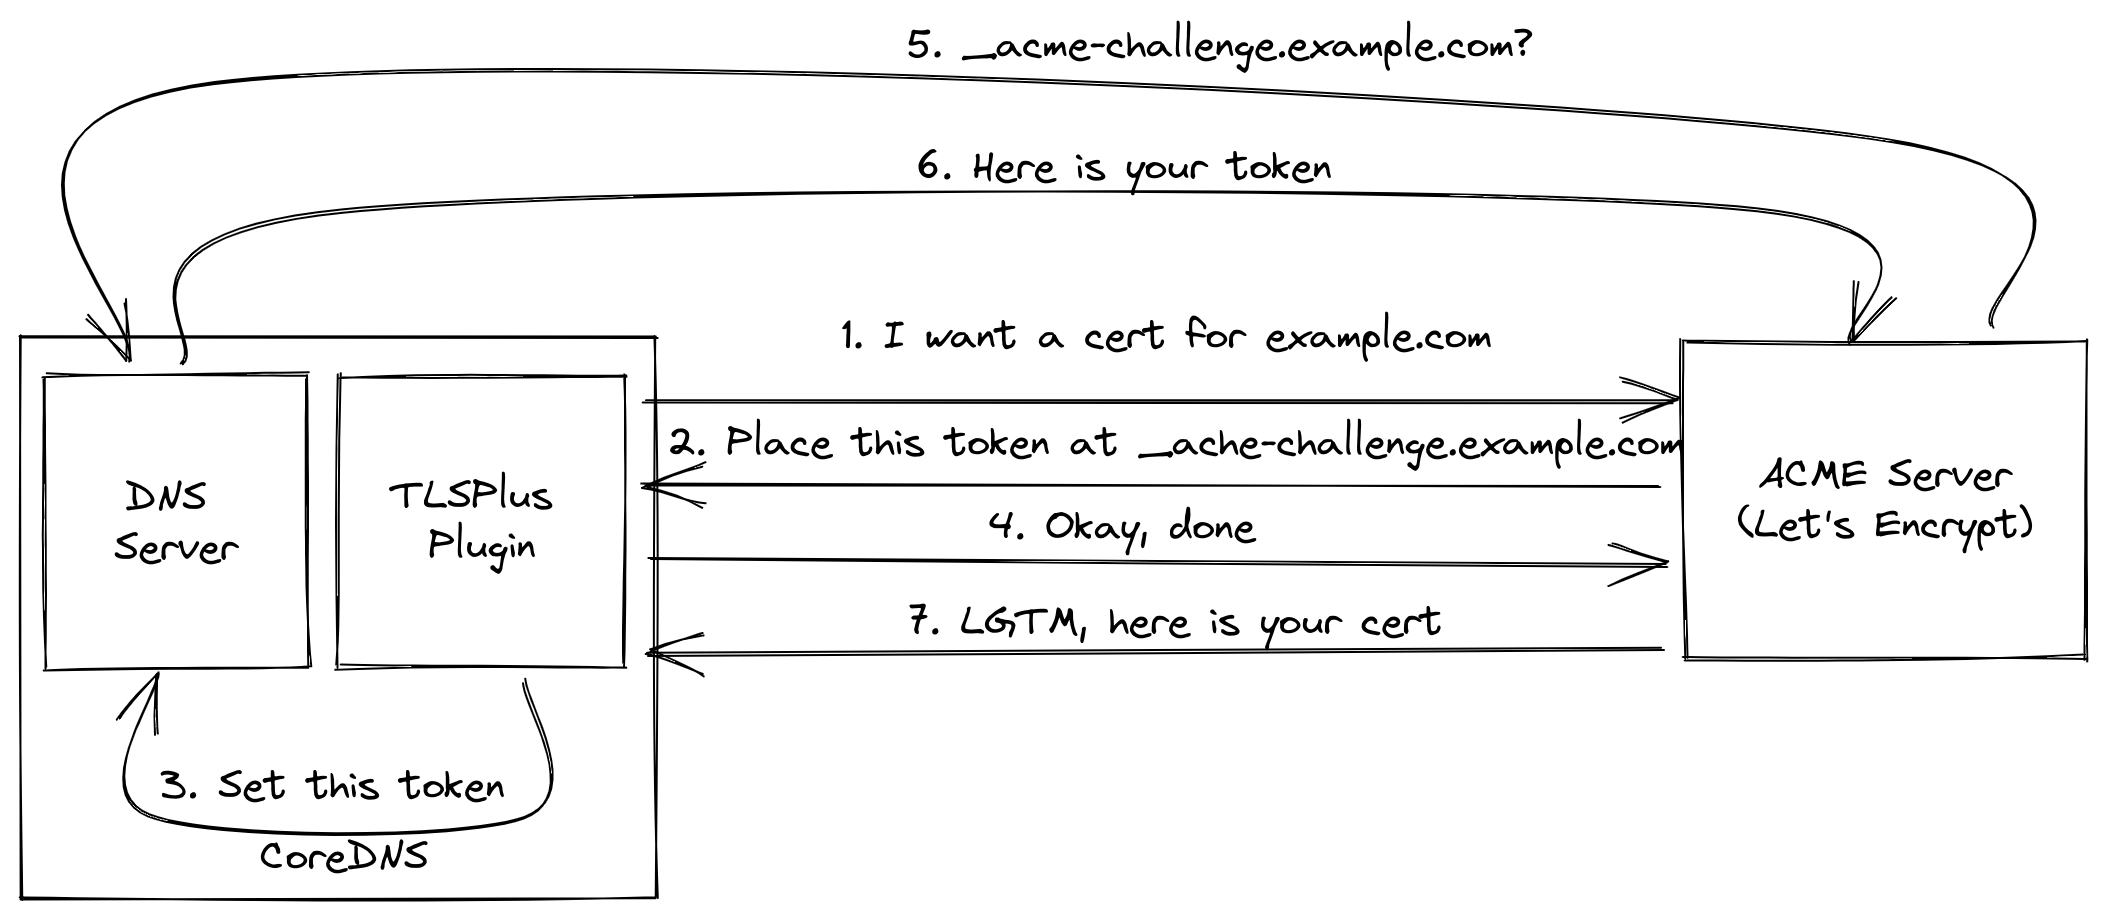 5. _acme-challenge.example.com?
6. Here is your token
1. I want a cert for example.com
2. Place this token at _ache-challenge.example.com
4. Okay, done
7. LGTM, here is your cert
DNS
Server
TLSPlus
Plugin
ACME Server
(Let's Encrypt)
3. Set this token
CoreDNS